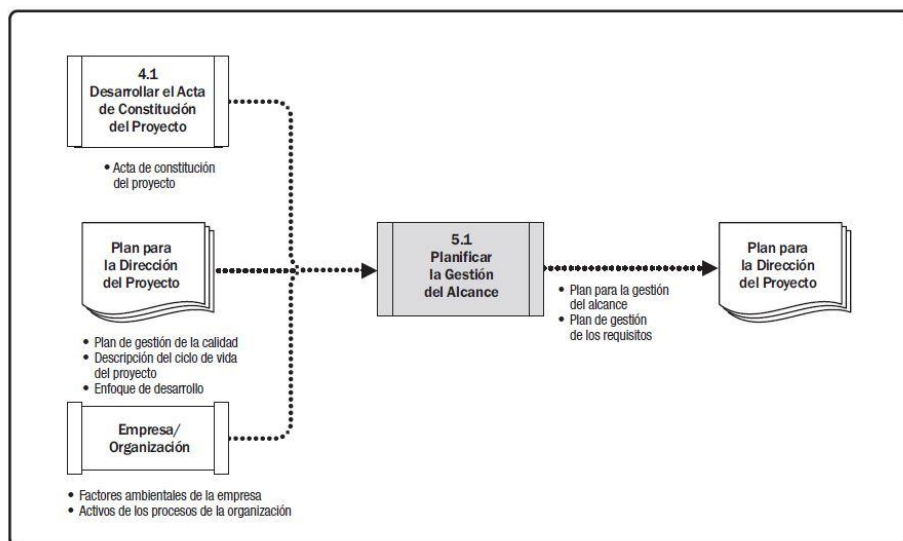 4.1
Desarrollar el Acta
de Constitución
del Proyecto
• Acta de constitución
del proyecto
Plan para
la Dirección
del Proyecto
• Plan de gestión de la calidad
• Descripción del ciclo de vida
del proyecto
• Enfoque de desarrollo
Empresa/
Organización
• Factores ambientales de la empresa
• Activos de los procesos de la organización
5.1
Planificar
la Gestión
del Alcance
• Plan para la gestión
del alcance
• Plan de gestión
de los requisitos
Plan para
la Dirección
del Proyecto